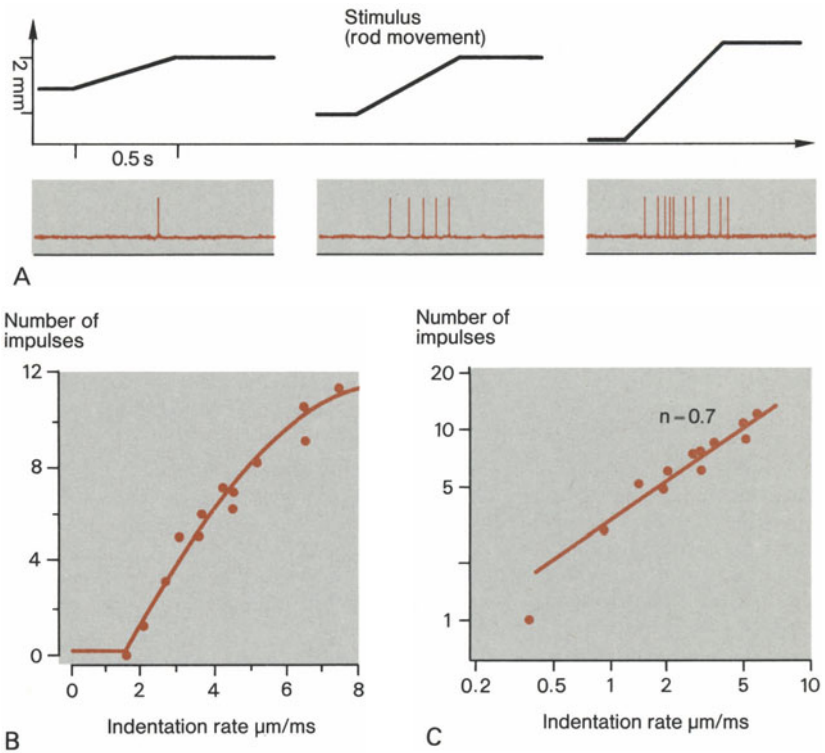 Stimulus
(rod movement)
2 mm
0.5 s
A
Number of
impulses
12
8
4
0
0 2 4 6 8
Indentation rate μm/ms
B
Number of
impulses
20
10
5
1
n–0.7
0.2 0.5 1 2 5 10
Indentation rate μm/ms
C